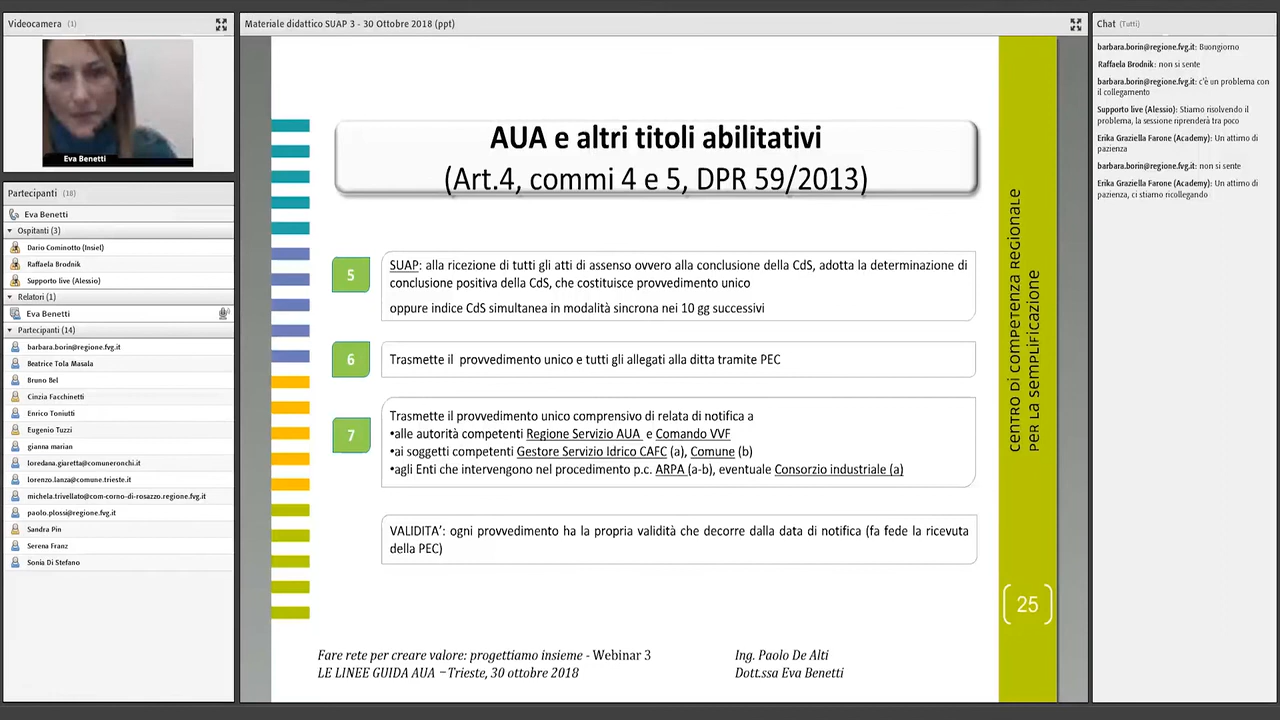 Videocamera (1)
Eva Benetti
Partecipanti (18)
Eva Benetti
Ospitanti (3)
Dario Cominotto (Insiel)
Raffaela Brodnik
Supporto live (Alessio)
Relatori (1)
Eva Benetti
Partecipanti (14)
barbara.borin@regione.fvg.it
Beatrice Tola Masala
Bruno Bel
Cinzia Facchinetti
Enrico Toniutti
Eugenio Tuzzi
gianna marian
loredana.giaretta@comuneronchi.it
lorenzo.lanza@comune.trieste.it
michela.trivellato@com-corno-di-rosazzo.regione.fvg.it
paolo.plossi@regione.fvg.it
Sandra Pin
Serena Franz
Sonia Di Stefano
Materiale didattico SUAP 3 - 30 Ottobre 2018 (ppt)
AUA e altri titoli abilitativi
(Art.4, commi 4 e 5, DPR 59/2013)
5
SUAP: alla ricezione di tutti gli atti di assenso ovvero alla conclusione della CdS, adotta la determinazione di
conclusione positiva della CdS, che costituisce provvedimento unico
oppure indice CdS simultanea in modalità sincrona nei 10 gg successivi
6
Trasmette il provvedimento unico e tutti gli allegati alla ditta tramite PEC
7
Trasmette il provvedimento unico comprensivo di relata di notifica a
•alle autorità competenti Regione Servizio AUA e Comando VVF
•ai soggetti competenti Gestore Servizio Idrico CAFC (a), Comune (b)
•agli Enti che intervengono nel procedimento p.c. ARPA (a-b), eventuale Consorzio industriale (a)
VALIDITA': ogni provvedimento ha la propria validità che decorre dalla data di notifica (fa fede la ricevuta
della PEC)
Fare rete per creare valore: progettiamo insieme - Webinar 3
LE LINEE GUIDA AUA –Trieste, 30 ottobre 2018
Ing. Paolo De Alti
Dott.ssa Eva Benetti
CENTRO DI COMPETENZA REGIONALE
PER LA SEMPLIFICAZIONE
25
Chat (Tutti)
barbara.borin@regione.fvg.it: Buongiorno
Raffaela Brodnik: non si sente
barbara.borin@regione.fvg.it: c'è un problema con
il collegamento
Supporto live (Alessio): Stiamo risolvendo il
problema, la sessione riprenderà tra poco
Erika Graziella Farone (Academy): Un attimo di
pazienza
barbara.borin@regione.fvg.it: non si sente
Erika Graziella Farone (Academy): Un attimo di
pazienza, ci stiamo ricollegando